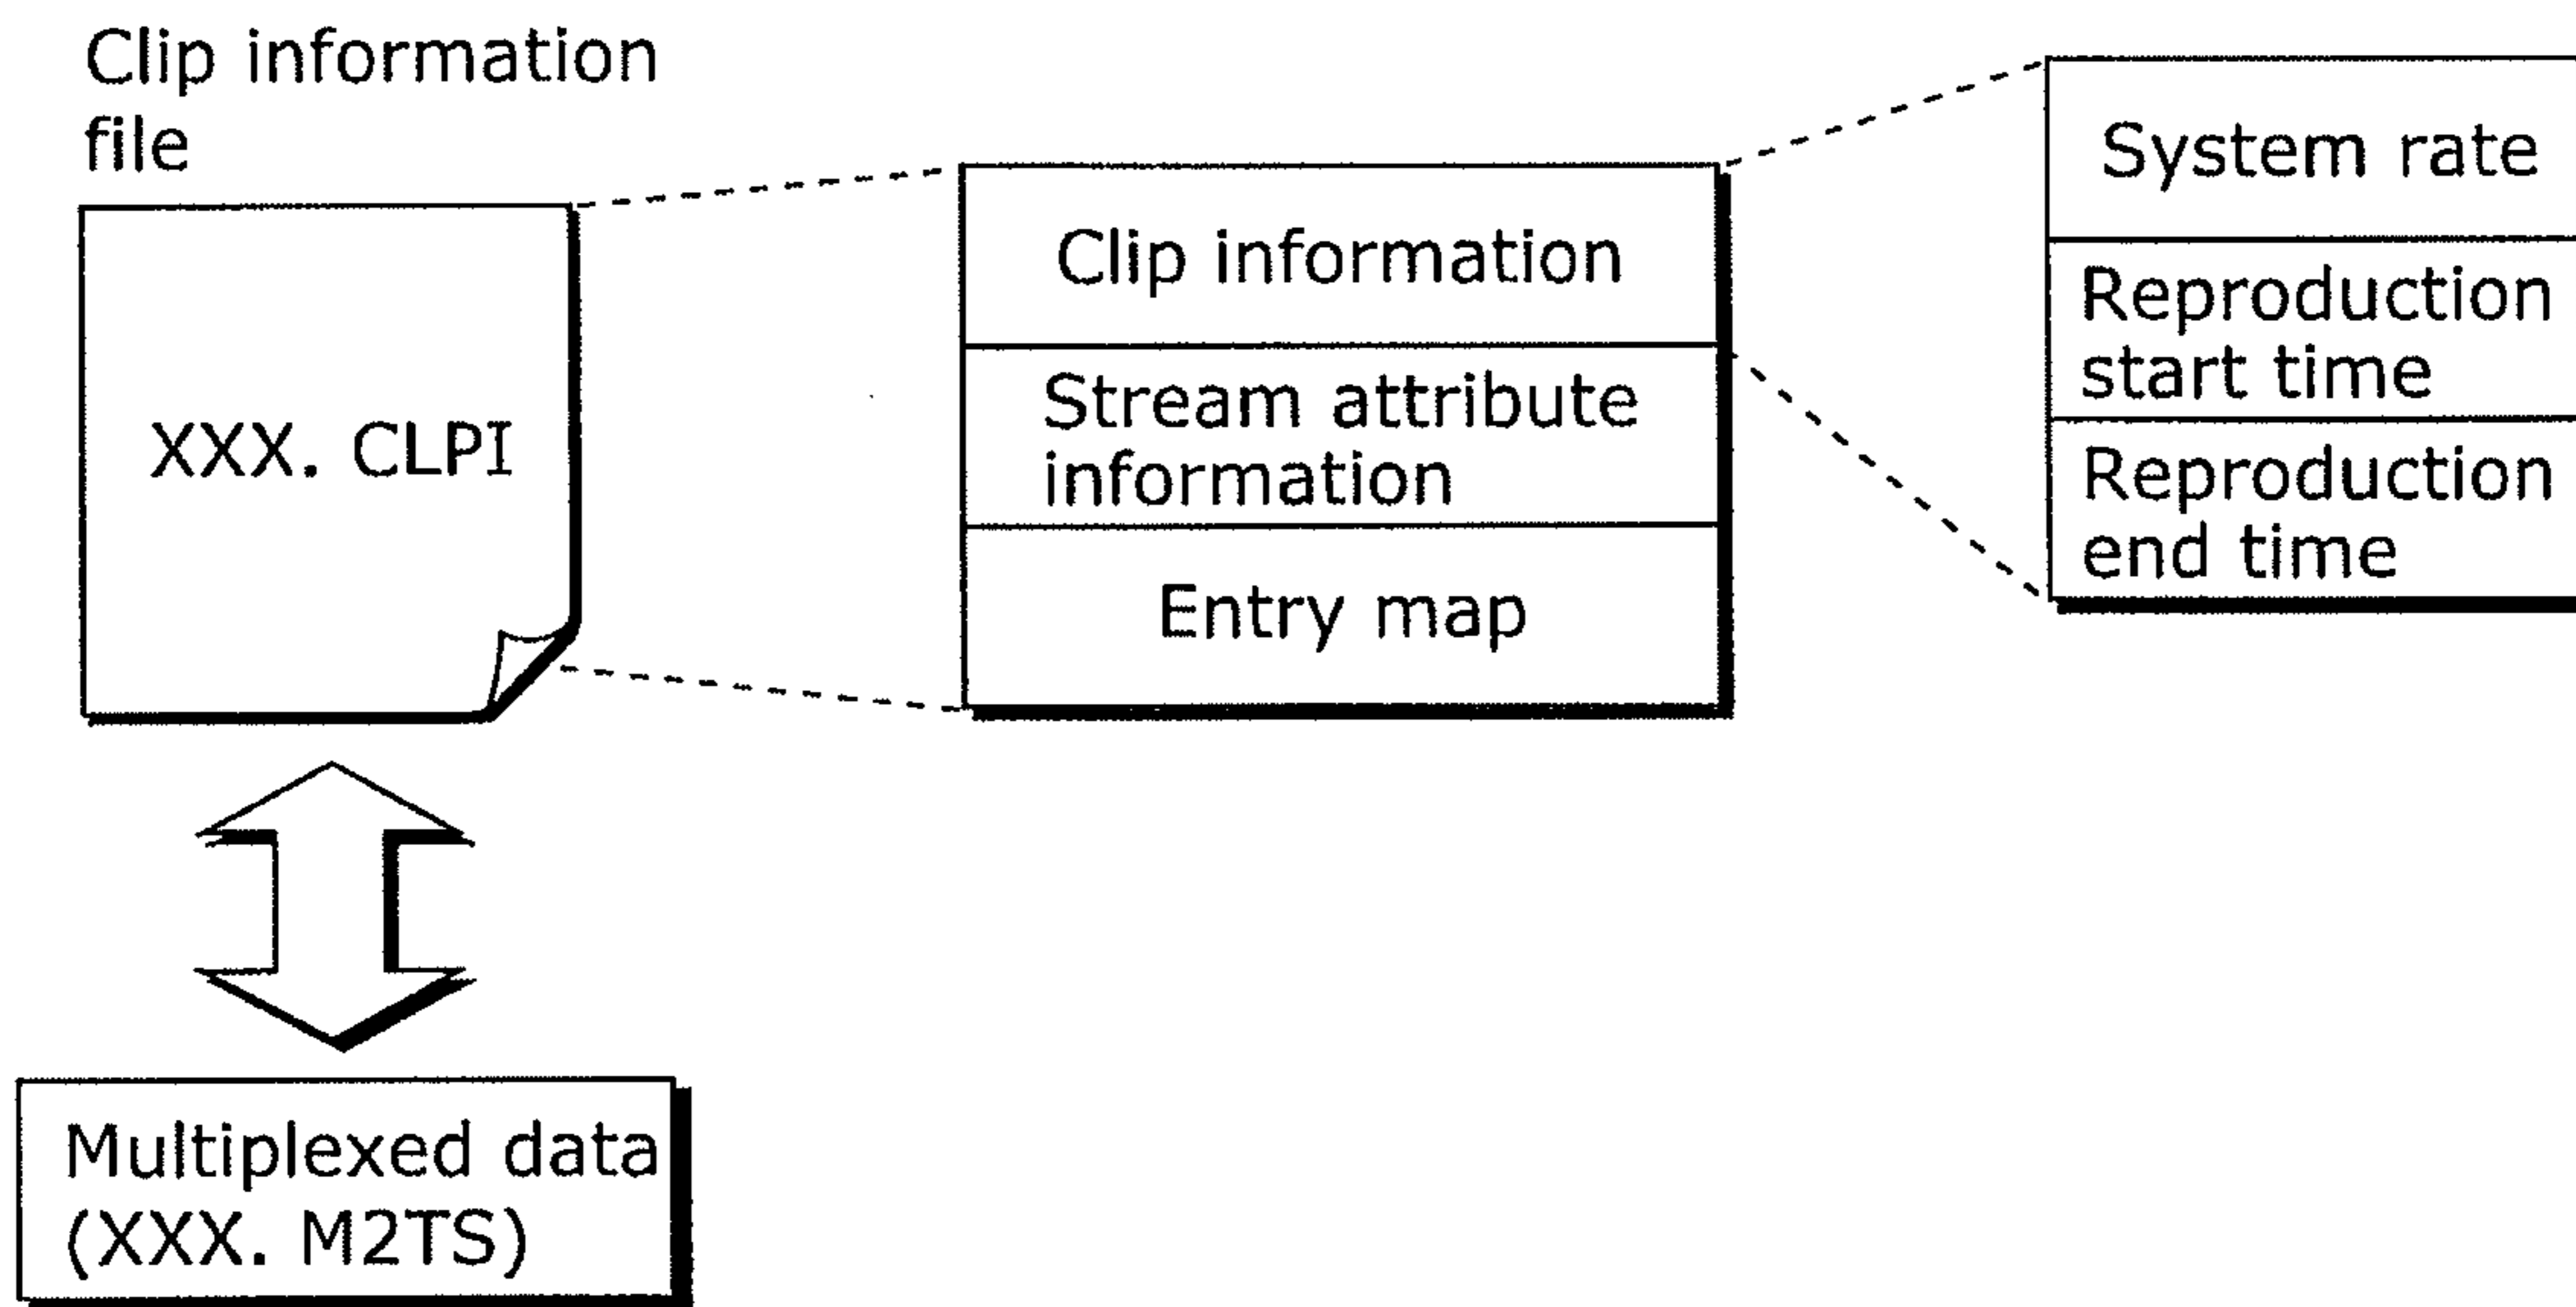 Clip information
file
XXX. CLPI
Clip information
Stream attribute
information
Entry map
System rate
Reproduction
start time
Reproduction
end time
Multiplexed data
(XXX. M2TS)